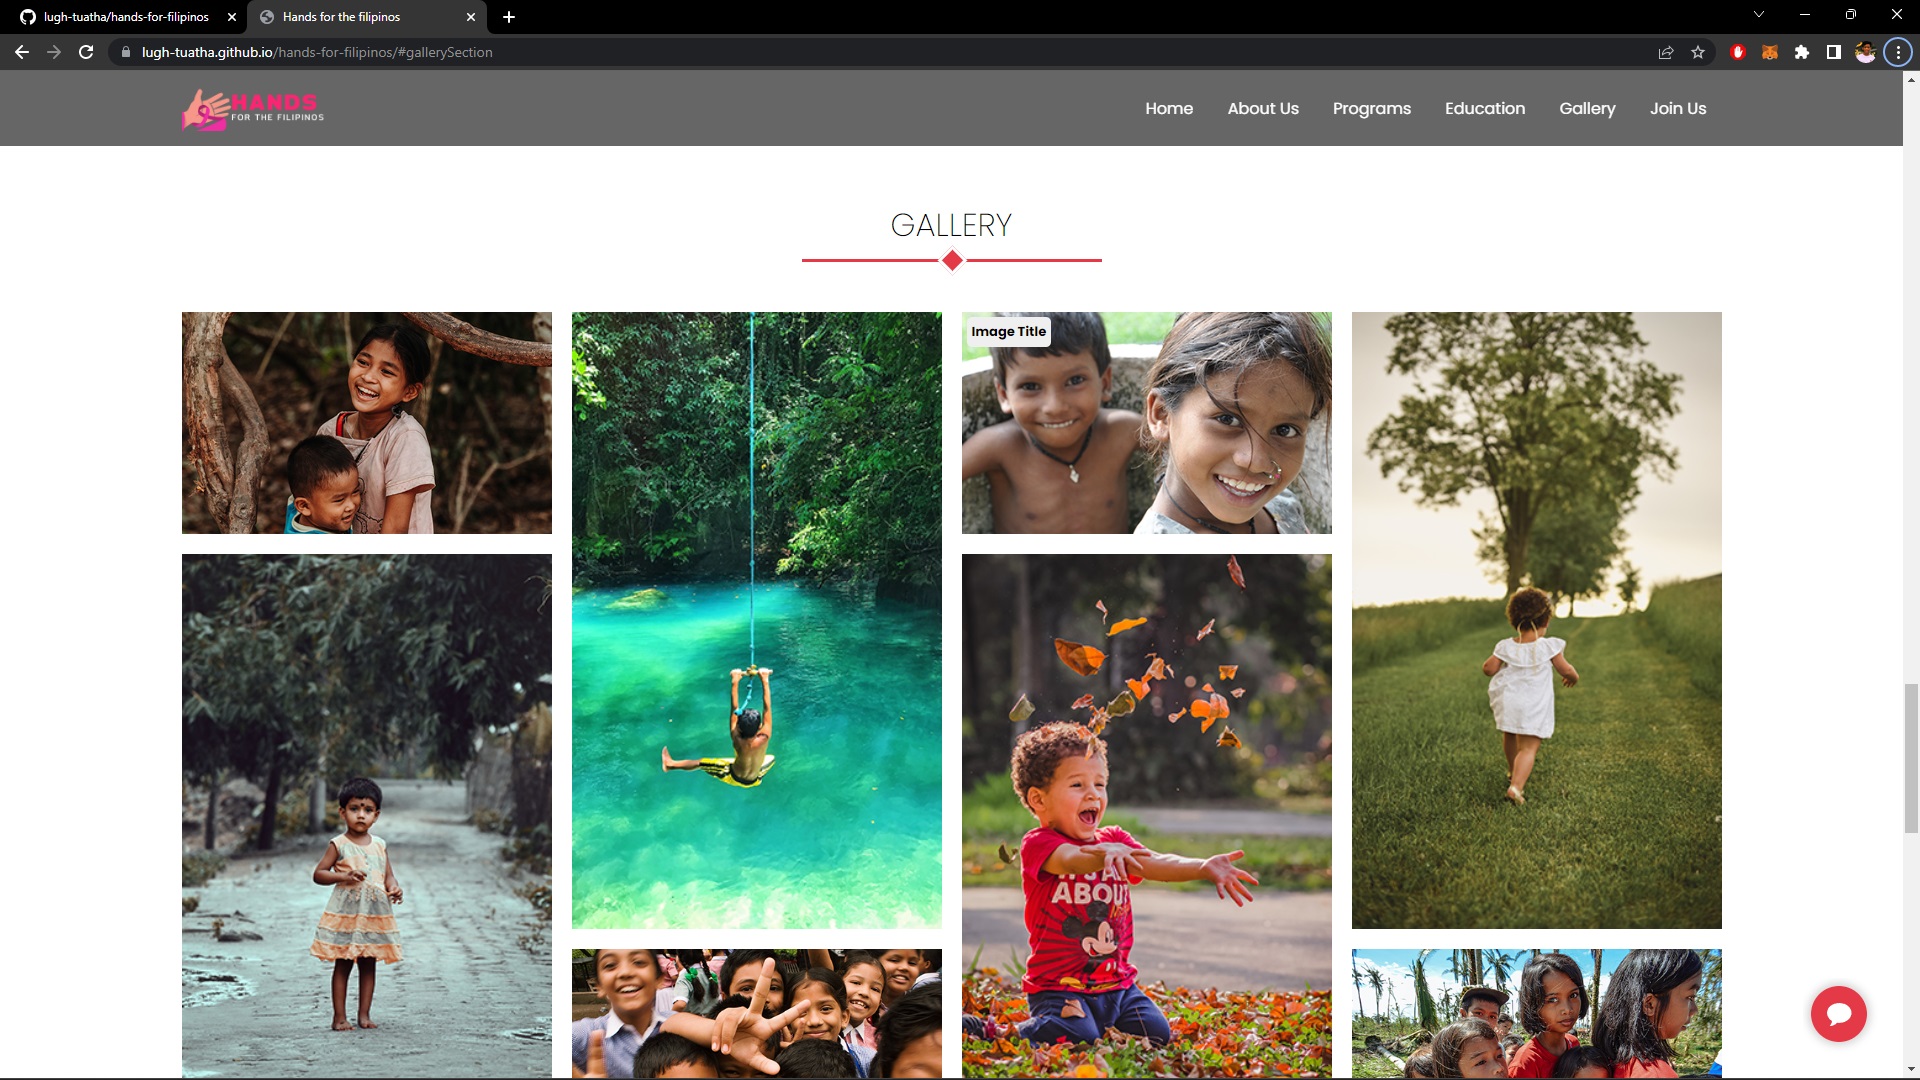 lugh-tuatha/hands-for-filipinos
Hands for the filipinos
lugh-tuatha.github.io/hands-for-filipinos/#gallerySection
HANDS
FOR THE FILIPINOS
Home
About Us
Programs
Education
Gallery
Join Us
GALLERY
Image Title
ABOUT